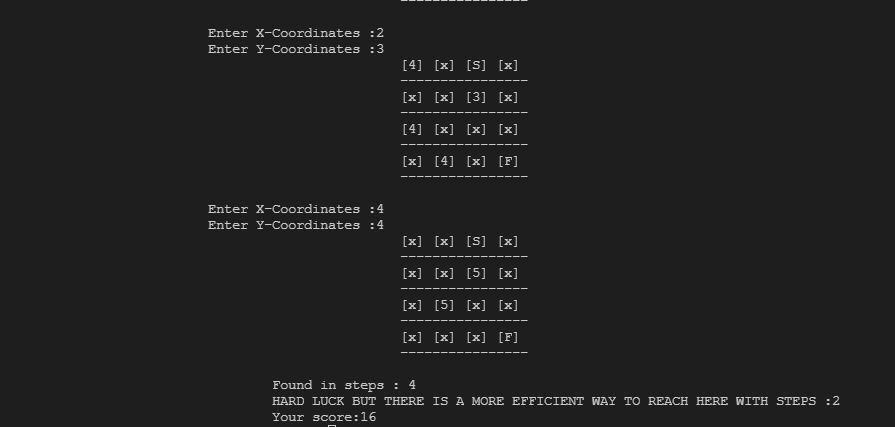 ----------------
Enter X-Coordinates :2
Enter Y-Coordinates :3
[4] [x] [S] [x]
----------------
[x] [x] [3] [x]
----------------
[4] [x] [x] [x]
----------------
[x] [4] [x] [F]
----------------
Enter X-Coordinates :4
Enter Y-Coordinates :4
[x] [x] [S] [x]
----------------
[x] [x] [5] [x]
----------------
[x] [5] [x] [x]
----------------
[x] [x] [x] [F]
----------------
Found in steps : 4
HARD LUCK BUT THERE IS A MORE EFFICIENT WAY TO REACH HERE WITH STEPS :2
Your score:16